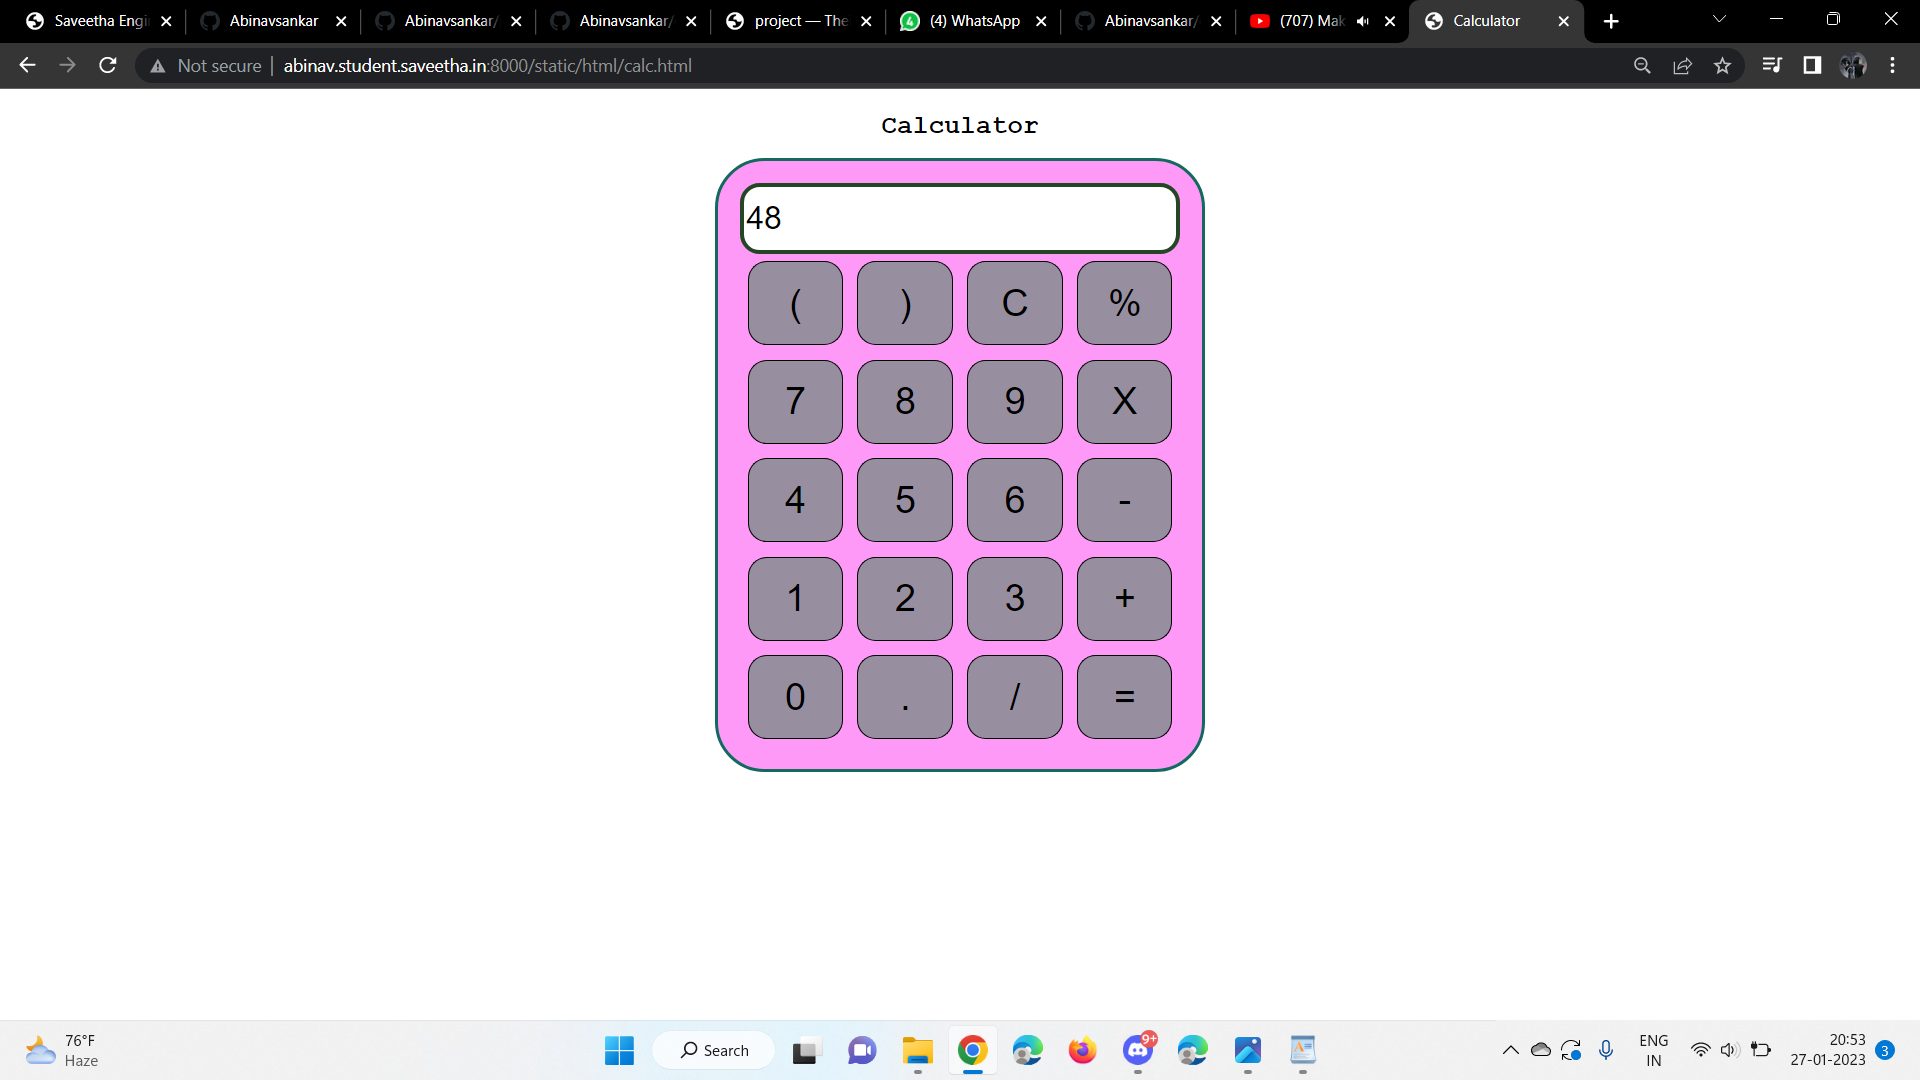 Saveetha Engi
Abinavsankar
Abinavsankar/
Abinavsankar/
project — The
(4) WhatsApp
Abinavsankar/
(707) Mak
Calculator
Not secure
abinav.student.saveetha.in:8000/static/html/calc.html
Calculator
48
( ) C %
7 8 9 X
4 5 6 -
1 2 3 +
0 . / =
76°F
Haze
Search
9+
ENG
IN
20:53
27-01-2023
3